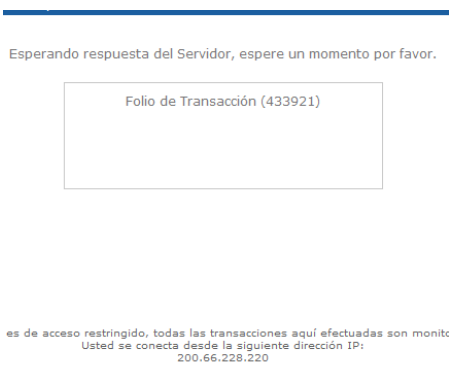 Esperando respuesta del Servidor, espere un momento por favor.
Folio de Transacción (433921)
es de acceso restringido, todas las transacciones aquí efectuadas son
Usted se conecta desde la siguiente dirección IP:
200.66.228.220